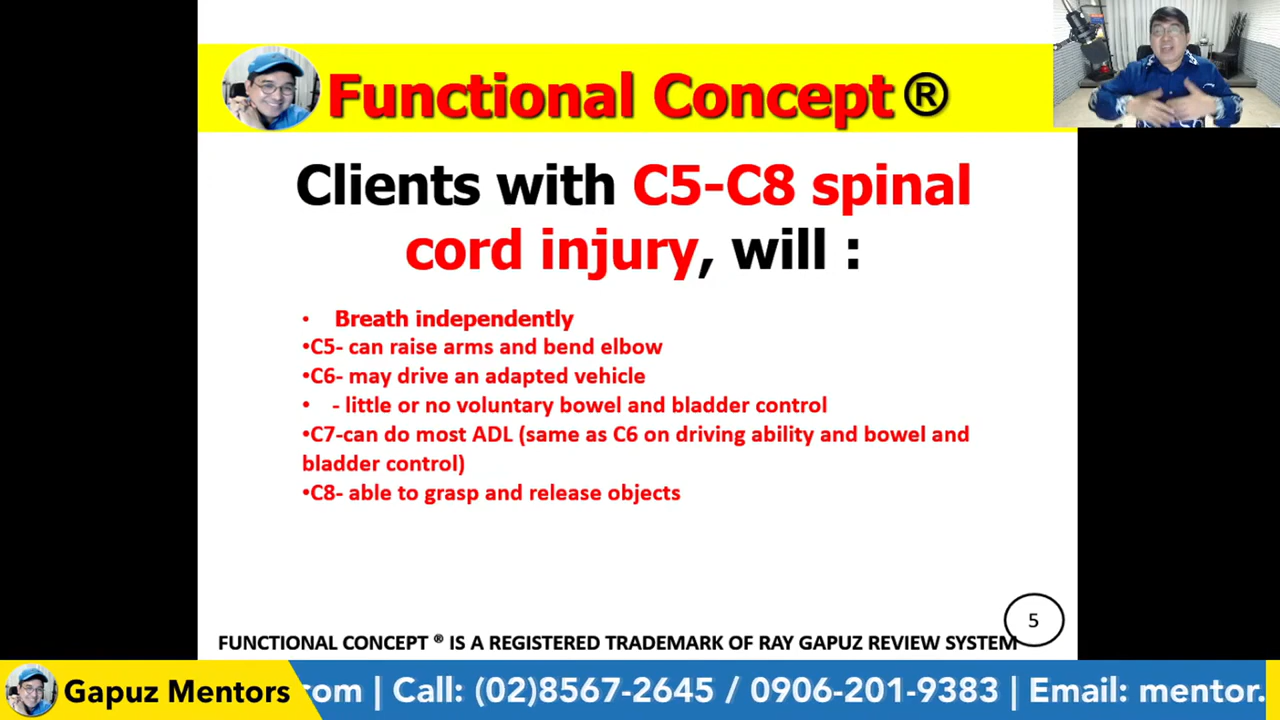 Functional Concept ®
Clients with C5-C8 spinal
cord injury, will :
• Breath independently
•C5- can raise arms and bend elbow
•C6- may drive an adapted vehicle
• - little or no voluntary bowel and bladder control
•C7-can do most ADL (same as C6 on driving ability and bowel and
bladder control)
•C8- able to grasp and release objects
5
FUNCTIONAL CONCEPT ® IS A REGISTERED TRADEMARK OF RAY GAPUZ REVIEW SYSTEM
Gapuz Mentors .com | Call: (02)8567-2645 / 0906-201-9383 | Email: mentor.